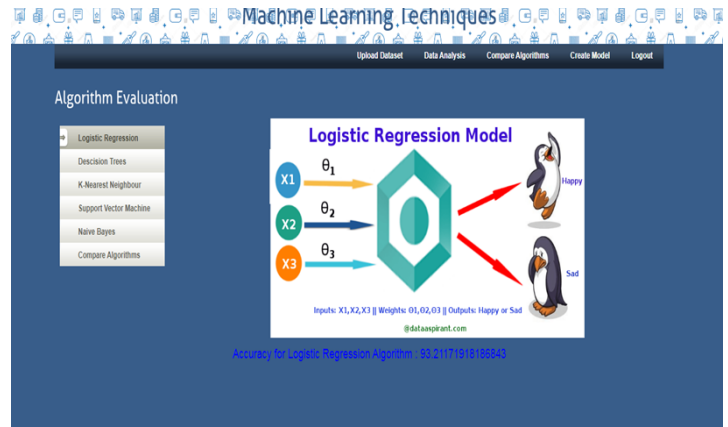 Machine Learning Techniques
Upload Dataset Data Analysis Compare Algorithms Create Model Logout
Algorithm Evaluation
Logistic Regression
Descision Trees
K-Nearest Neighbour
Support Vector Machine
Naive Bayes
Compare Algorithms
Logistic Regression Model
X1 θ1
X2 θ2
X3 θ3
Happy
Sad
Inputs: X1,X2,X3 || Weights: Θ1,Θ2,Θ3 || Outputs: Happy or Sad
@dataaspirant.com
Accuracy for Logistic Regression Algorithm : 93.21171918186843